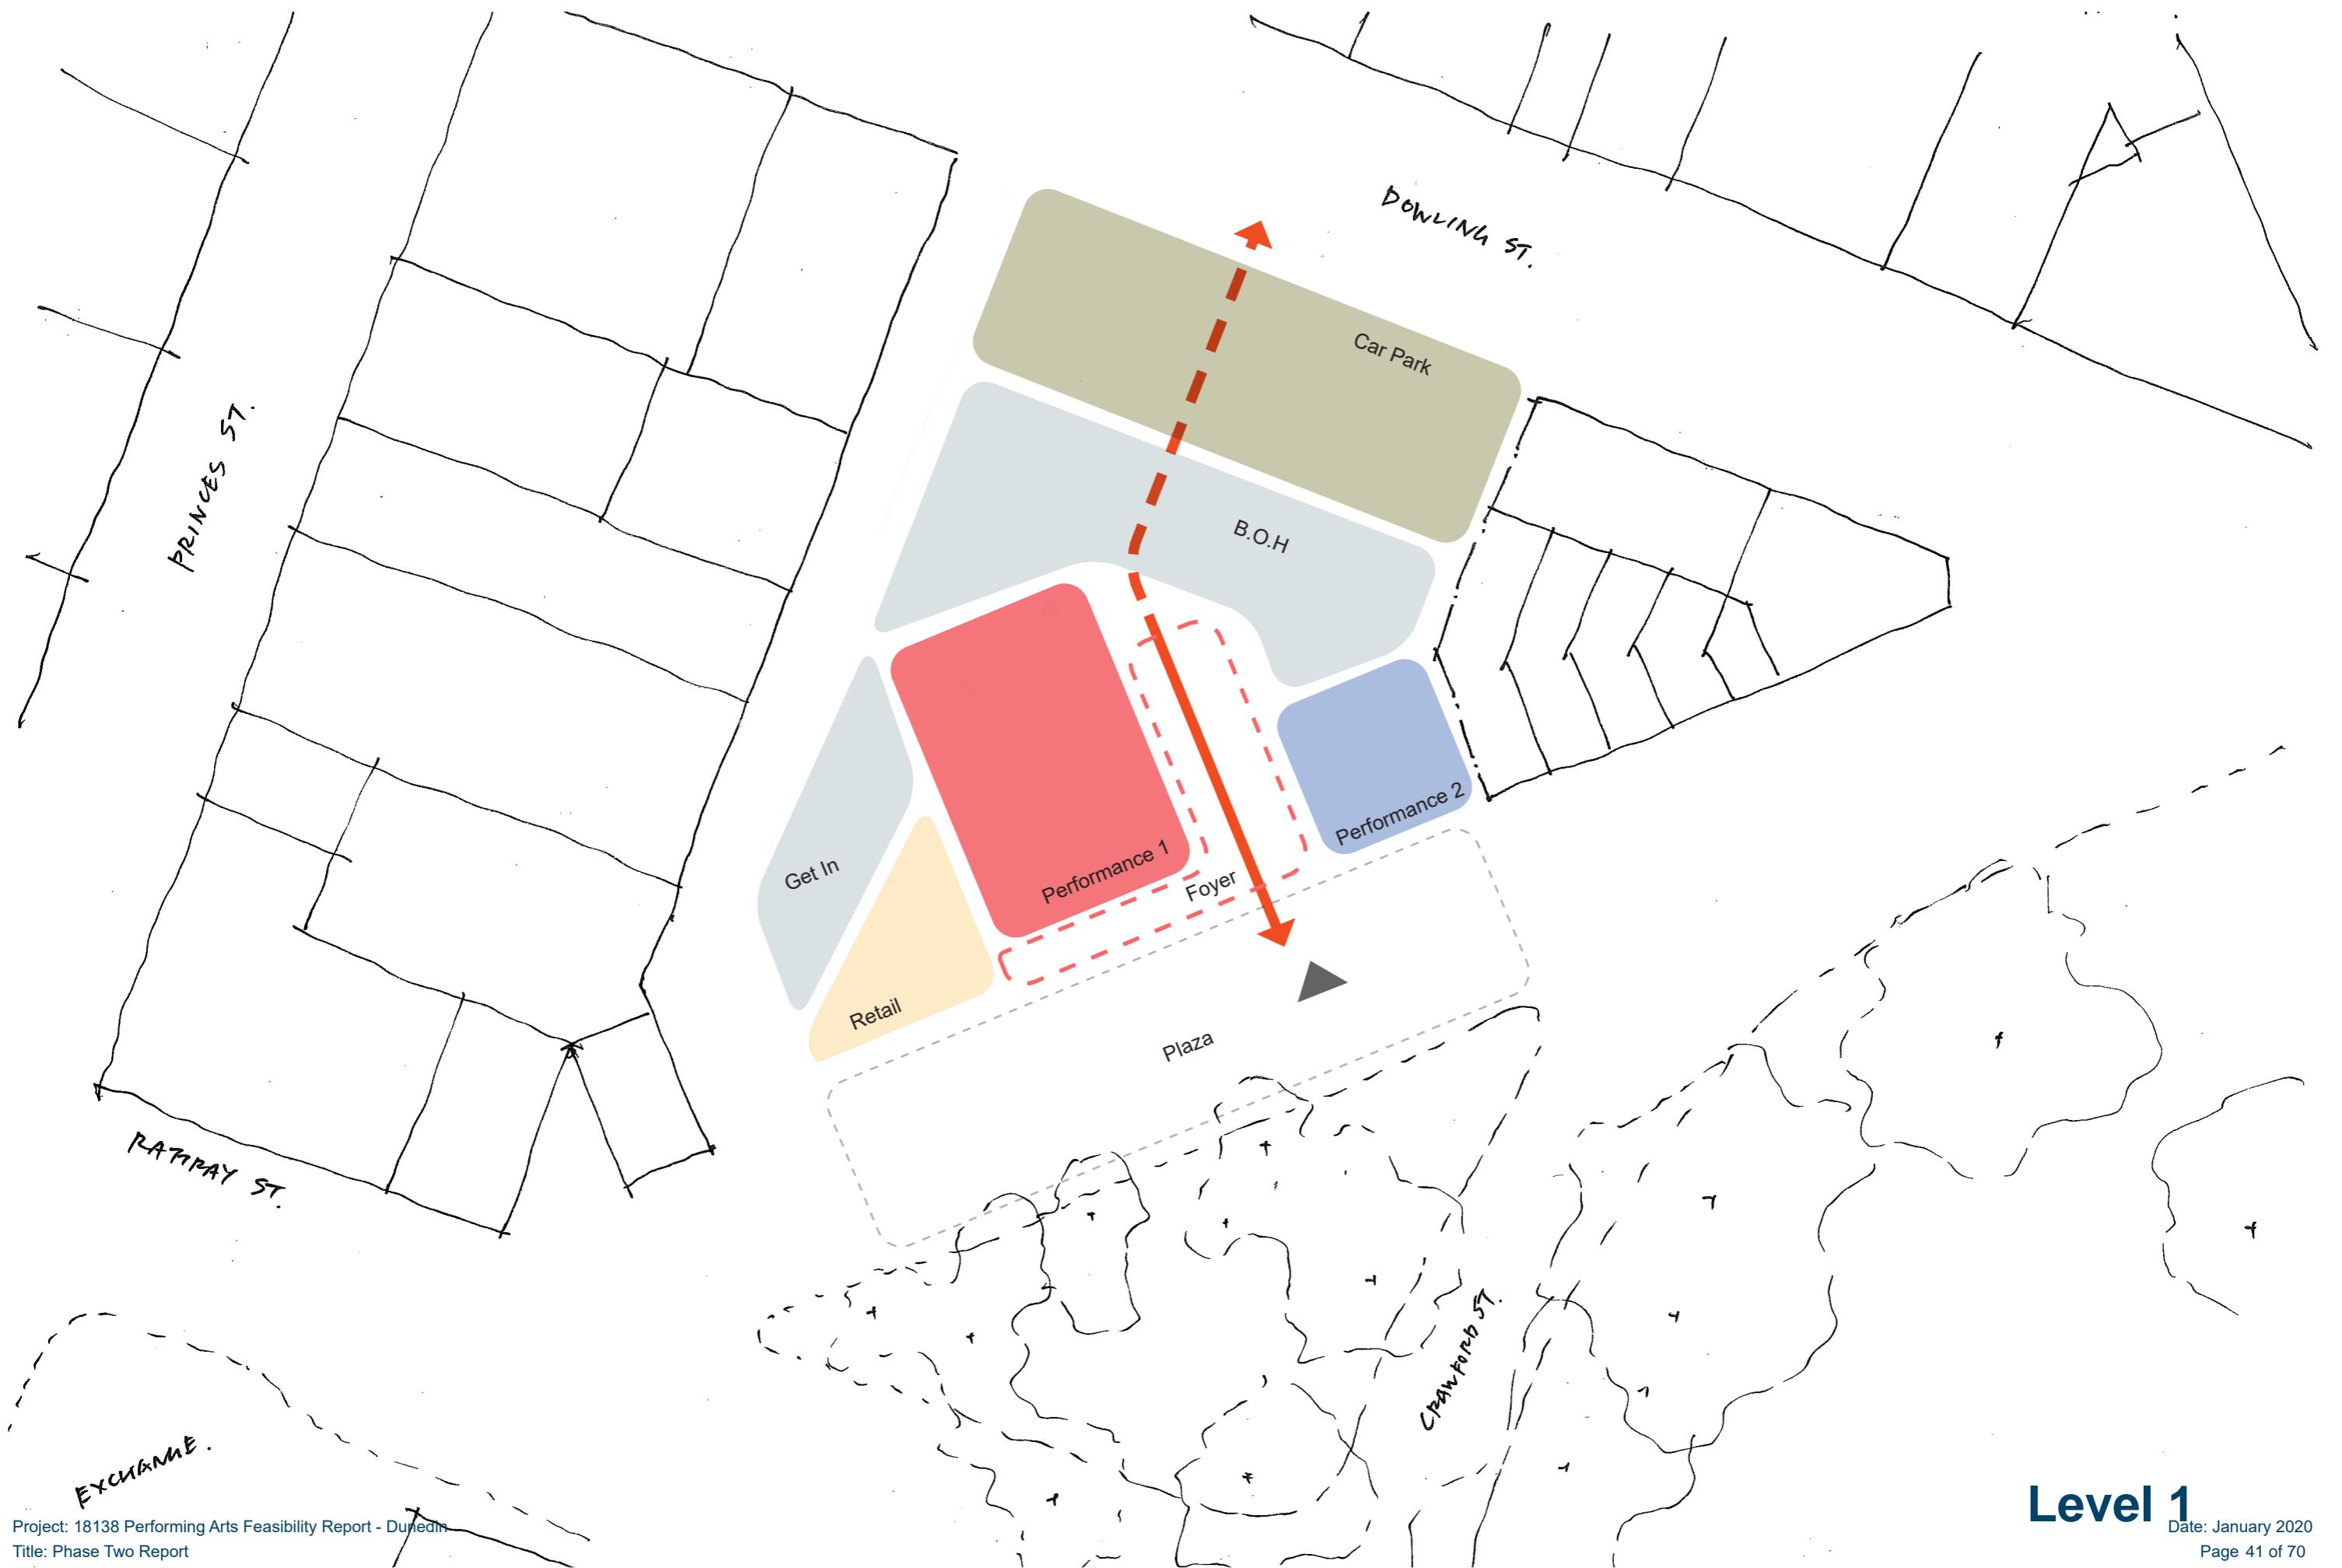 DOWLING ST.
Car Park
PRINCES ST.
B.O.H
Performance 2
Performance 1
Get In
Foyer
Retail
Plaza
RATTRAY ST.
CRAWFORD ST.
EXCHANGE.
Level 1
Project: 18138 Performing Arts Feasibility Report - Dunedin
Date: January 2020
Title: Phase Two Report
Page 41 of 70